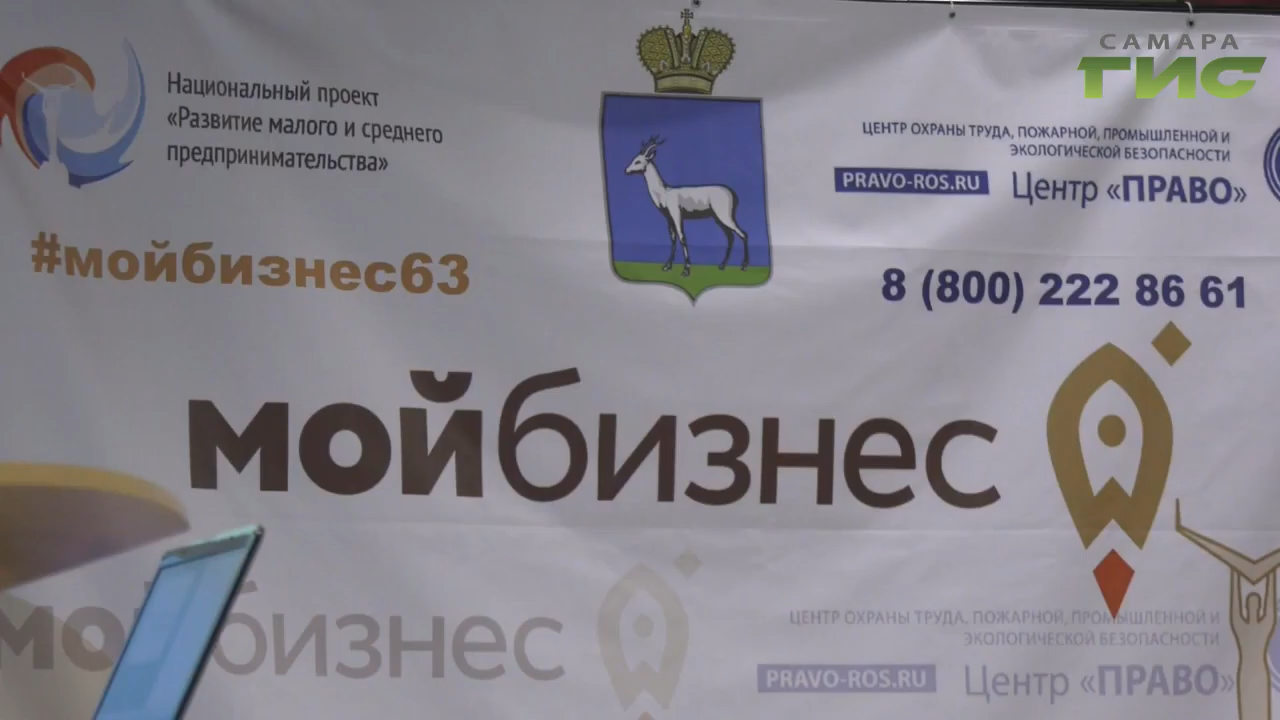 САМАРА
ГИС
Национальный проект
«Развитие малого и среднего
предпринимательства»
ЦЕНТР ОХРАНЫ ТРУДА, ПОЖАРНОЙ, ПРОМЫШЛЕННОЙ И
ЭКОЛОГИЧЕСКОЙ БЕЗОПАСНОСТИ
PRAVO-ROS.RU Центр «ПРАВО»
#мойбизнес63
8 (800) 222 86 61
мойбизнес
мойбизнес
ЦЕНТР ОХРАНЫ ТРУДА, ПОЖАРНОЙ, ПРОМЫШЛЕННОЙ И
ЭКОЛОГИЧЕСКОЙ БЕЗОПАСНОСТИ
PRAVO-ROS.RU Центр «ПРАВО»